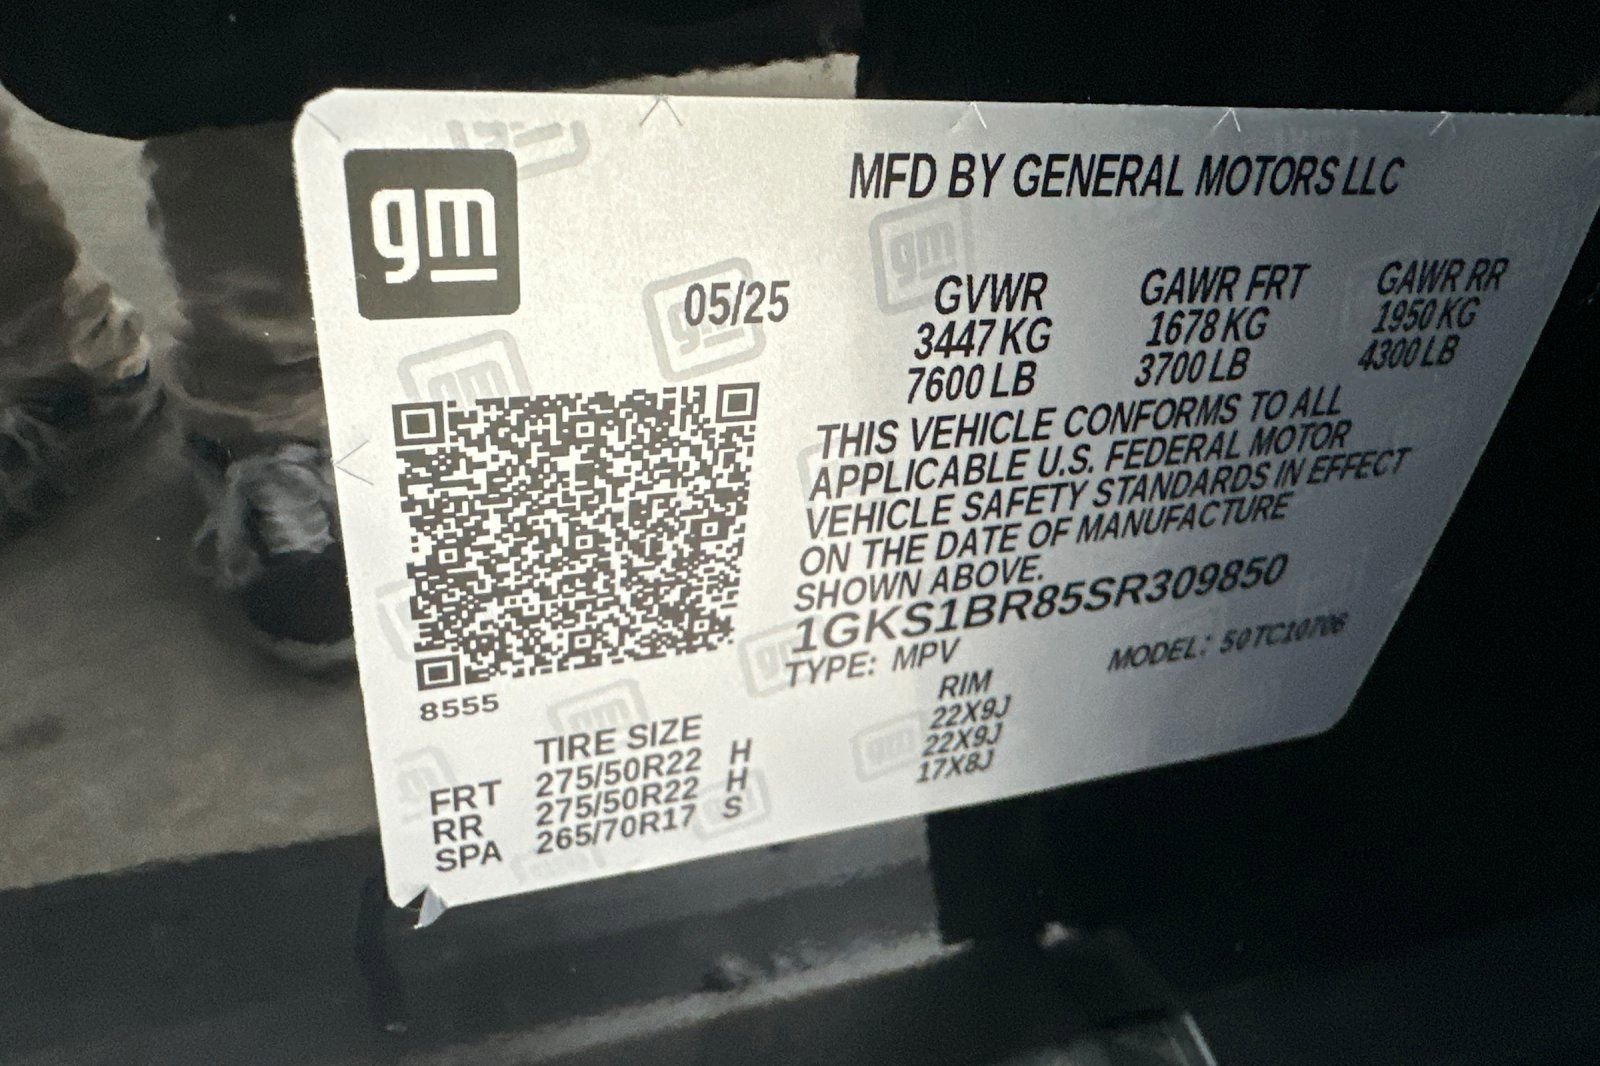 gm
MFD BY GENERAL MOTORS LLC
05/25
GVWR GAWR FRT GAWR RR
3447 KG 1678 KG 1950 KG
7600 LB 3700 LB 4300 LB
THIS VEHICLE CONFORMS TO ALL
APPLICABLE U.S. FEDERAL MOTOR
VEHICLE SAFETY STANDARDS IN EFFECT
ON THE DATE OF MANUFACTURE
SHOWN ABOVE.
1GKS1BR85SR309850
TYPE: MPV MODEL: 50TC10706
8555
TIRE SIZE RIM
FRT 275/50R22 H 22X9J
RR 275/50R22 H 22X9J
SPA 265/70R17 S 17X8J